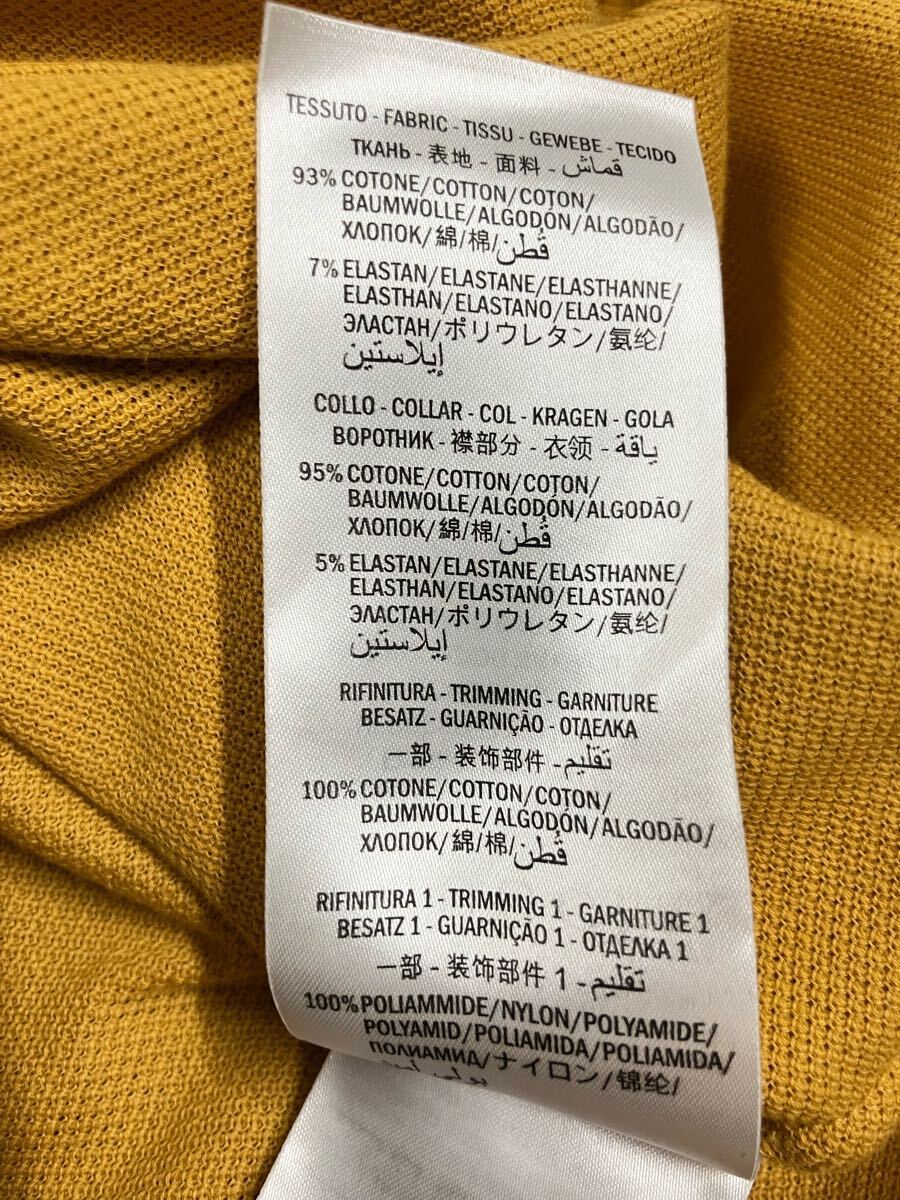 TESSUTO - FABRIC - TISSU - GEWEBE - TECIDO
ТКАНЬ - 表地 - 面料 - قماش
93% COTONE/COTTON/COTON/
BAUMWOLLE/ALGODÓN/ALGODÃO/
ХЛОПОК/綿/棉/قُطن
7% ELASTAN/ELASTANE/ELASTHANNE/
ELASTHAN/ELASTANO/ELASTANO/
ЭЛАСТАН/ポリウレタン/氨纶/
إيلاستين
COLLO - COLLAR - COL - KRAGEN - GOLA
ВОРОТНИК - 襟部分 - 衣领 - ياقة
95% COTONE/COTTON/COTON/
BAUMWOLLE/ALGODÓN/ALGODÃO/
ХЛОПОК/綿/棉/قُطن
5% ELASTAN/ELASTANE/ELASTHANNE/
ELASTHAN/ELASTANO/ELASTANO/
ЭЛАСТАН/ポリウレタン/氨纶/
إيلاستين
RIFINITURA - TRIMMING - GARNITURE
BESATZ - GUARNIÇÃO - ОТДЕЛКА
一部 - 装饰部件 - تقليم
100% COTONE/COTTON/COTON/
BAUMWOLLE/ALGODÓN/ALGODÃO/
ХЛОПОК/綿/棉/قُطن
RIFINITURA 1 - TRIMMING 1 - GARNITURE 1
BESATZ 1 - GUARNIÇÃO 1 - ОТДЕЛКА 1
一部 - 装饰部件 1 - تقليم
100% POLIAMMIDE/NYLON/POLYAMIDE/
POLYAMID/POLIAMIDA/POLIAMIDA/
ПОЛИАМИД/ナイロン/锦纶/